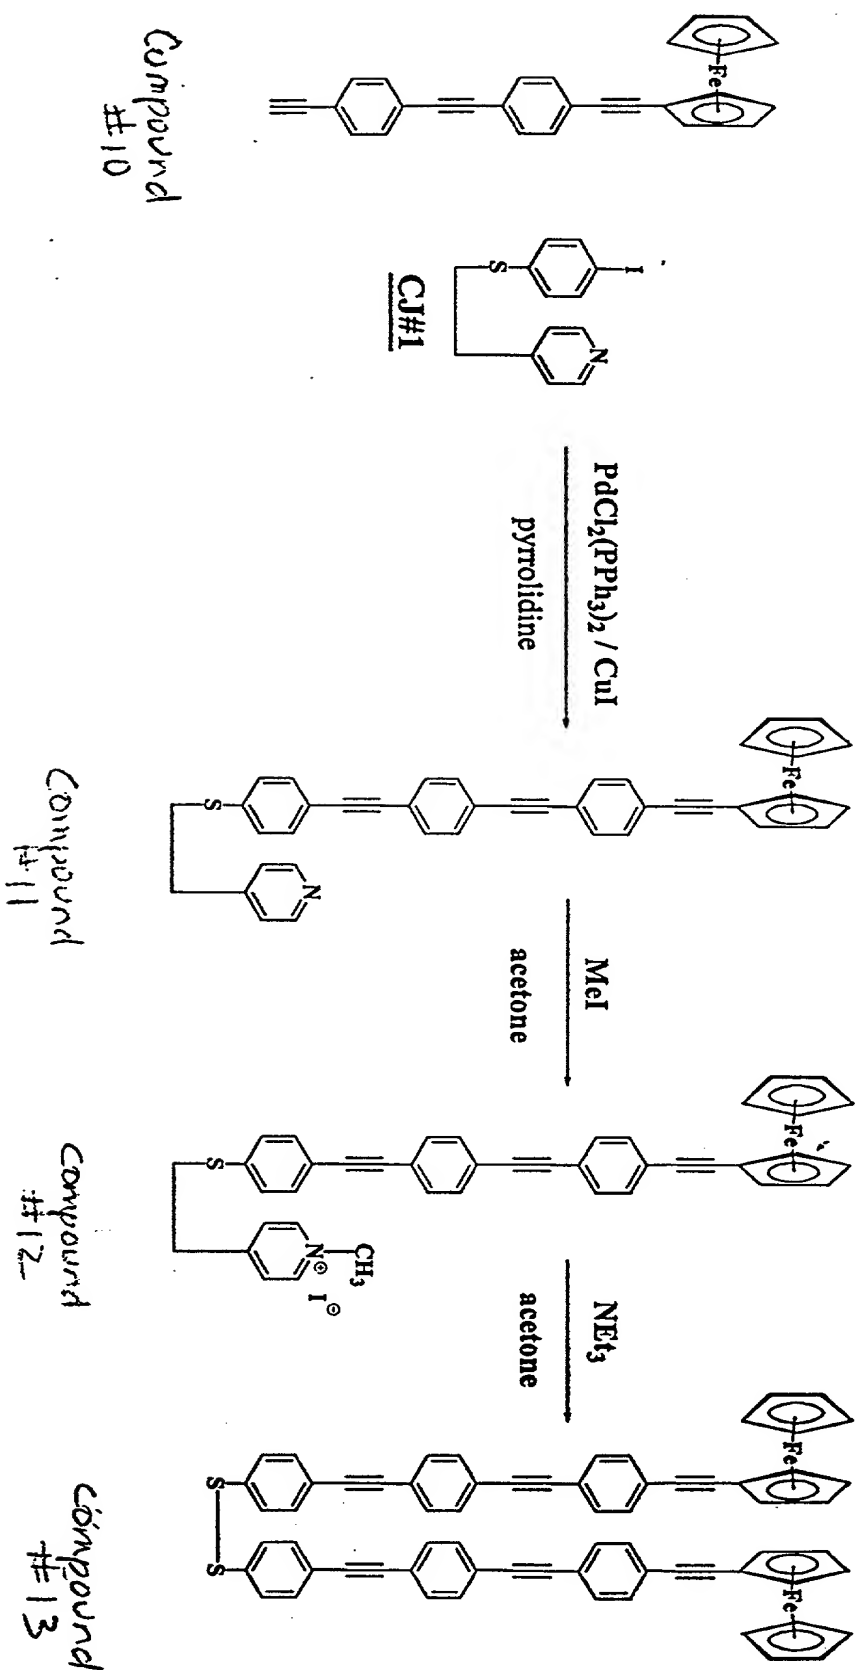 Fe
Compound
#10
I
S
N
CJ#1
PdCl₂(PPh₃)₂ / CuI
pyrrolidine
Fe
S
N
Compound
#11
MeI
acetone
Fe
S
N⊕
CH₃
I⊖
Compound
#12
NEt₃
acetone
Fe
Fe
S
S
Compound
#13